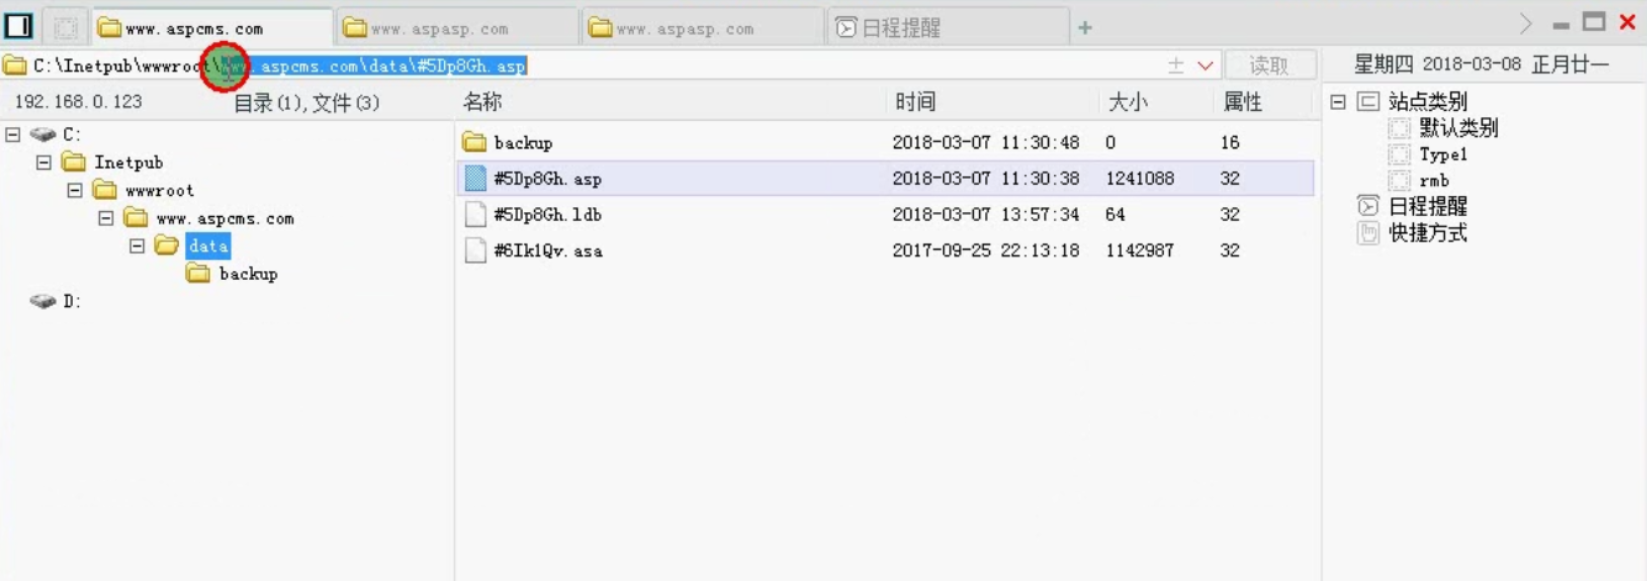 www.aspcms.com
www.aspasp.com
www.aspasp.com
日程提醒
C:\Inetpub\wwwroot\www.aspcms.com\data\#5Dp8Gh.asp
读取
星期四 2018-03-08 正月廿一
192.168.0.123
目录(1),文件(3)
名称 时间 大小 属性
C:
Inetpub
wwwroot
www.aspcms.com
data
backup
D:
backup 2018-03-07 11:30:48 0 16
#5Dp8Gh.asp 2018-03-07 11:30:38 1241088 32
#5Dp8Gh.ldb 2018-03-07 13:57:34 64 32
#6Ik1Qv.asa 2017-09-25 22:13:18 1142987 32
站点类别
默认类别
Type1
rmb
日程提醒
快捷方式